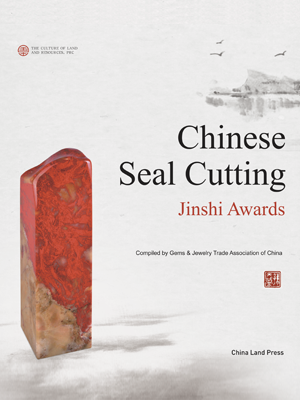 THE CULTURE OF LAND
AND RESOURCES, PRC
Chinese
Seal Cutting
Jinshi Awards
Compiled by Gems & Jewelry Trade Association of China
China Land Press